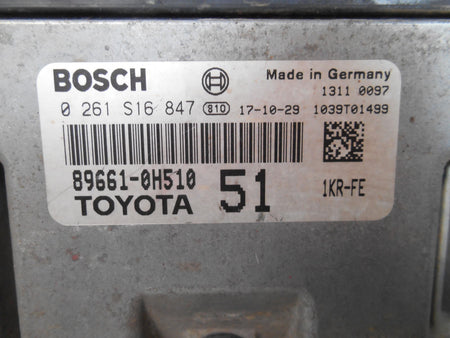 BOSCH Made in Germany
1311 0097
0 261 S16 847 810 17-10-29 1039T01499
89661-0H510
TOYOTA 51 1KR-FE